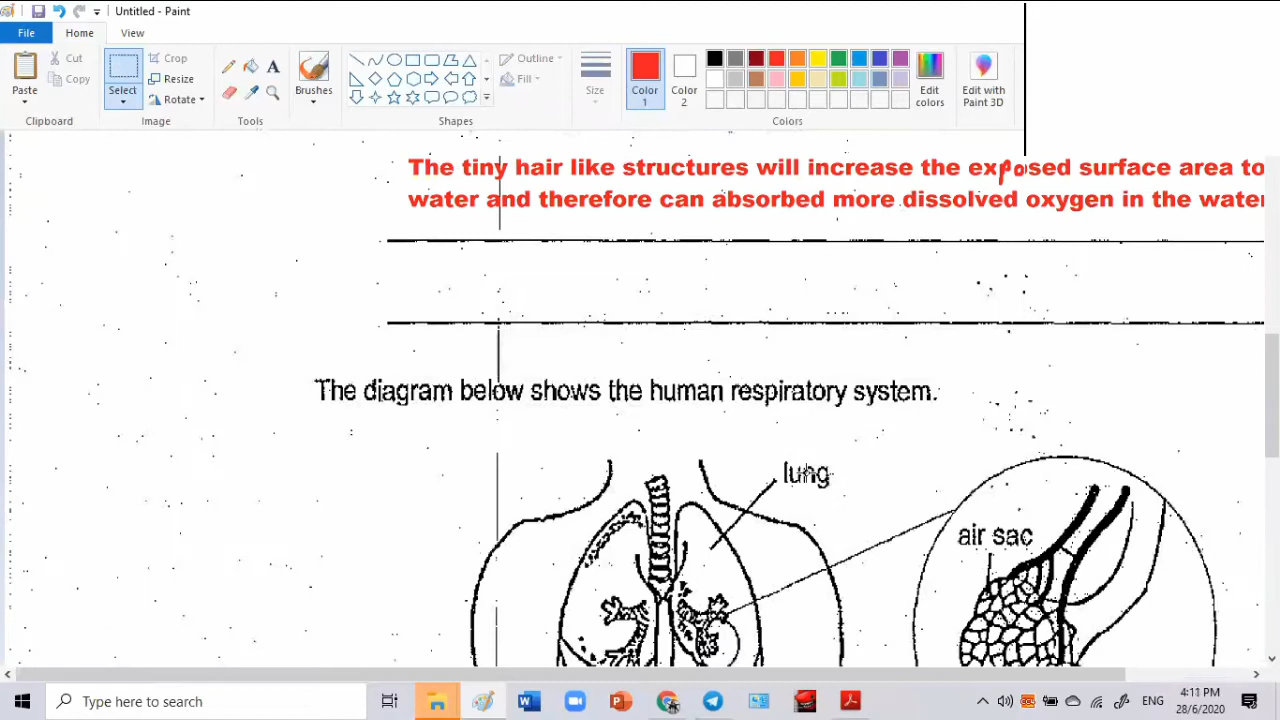 Untitled - Paint
File
Home
View
Paste
Cut
Copy
Clipboard
Select
Crop
Resize
Rotate
Image
A
Tools
Brushes
Outline
Fill
Shapes
Size
Color 1
Color 2
Edit colors
Edit with Paint 3D
Colors
The tiny hair like structures will increase the exposed surface area to
water and therefore can absorbed more dissolved oxygen in the water
The diagram below shows the human respiratory system.
lung
air sac
Type here to search
ENG
4:11 PM
28/6/2020